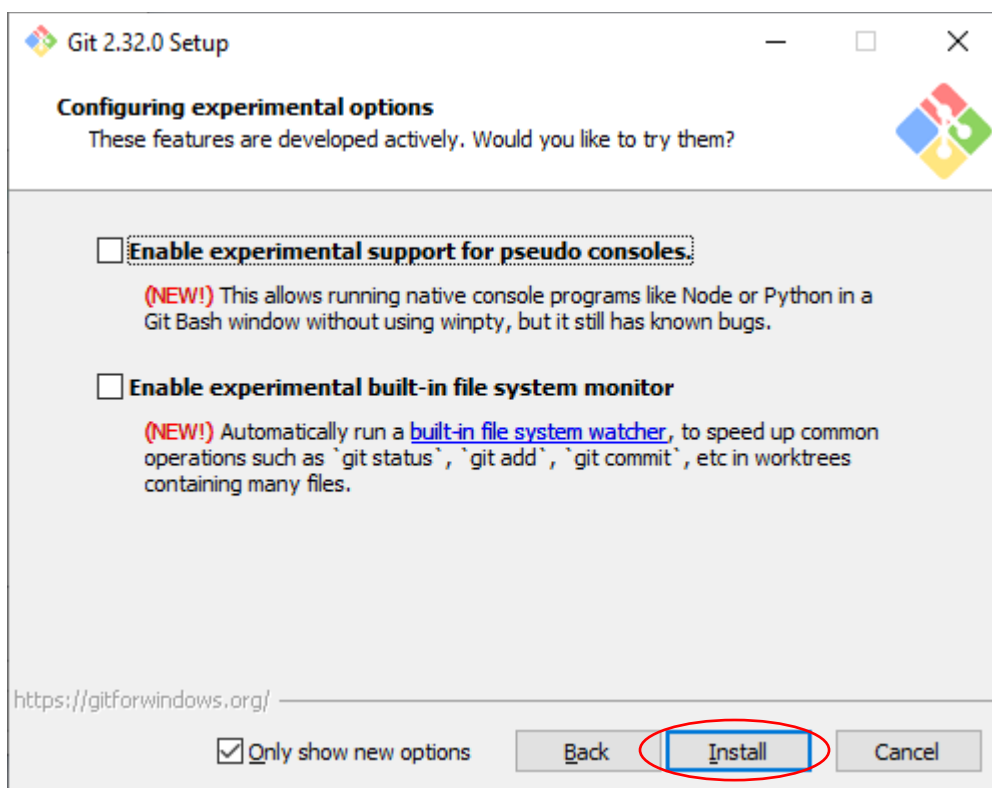 Git 2.32.0 Setup
Configuring experimental options
These features are developed actively. Would you like to try them?
Enable experimental support for pseudo consoles.
(NEW!) This allows running native console programs like Node or Python in a
Git Bash window without using winpty, but it still has known bugs.
Enable experimental built-in file system monitor
(NEW!) Automatically run a built-in file system watcher, to speed up common
operations such as `git status`, `git add`, `git commit`, etc in worktrees
containing many files.
https://gitforwindows.org/
Only show new options
Back
Install
Cancel